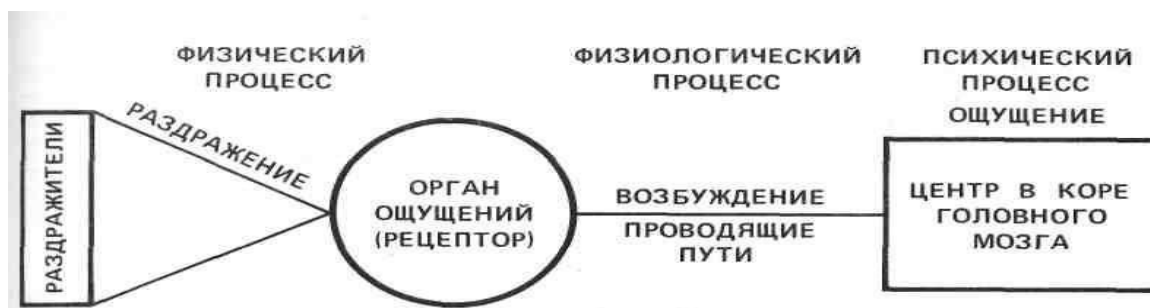 ФИЗИЧЕСКИЙ
ПРОЦЕСС
ФИЗИОЛОГИЧЕСКИЙ
ПРОЦЕСС
ПСИХИЧЕСКИЙ
ПРОЦЕСС
ОЩУЩЕНИЕ
РАЗДРАЖИТЕЛИ
РАЗДРАЖЕНИЕ
ОРГАН
ОЩУЩЕНИЙ
(РЕЦЕПТОР)
ВОЗБУЖДЕНИЕ
ПРОВОДЯЩИЕ
ПУТИ
ЦЕНТР В КОРЕ
ГОЛОВНОГО
МОЗГА